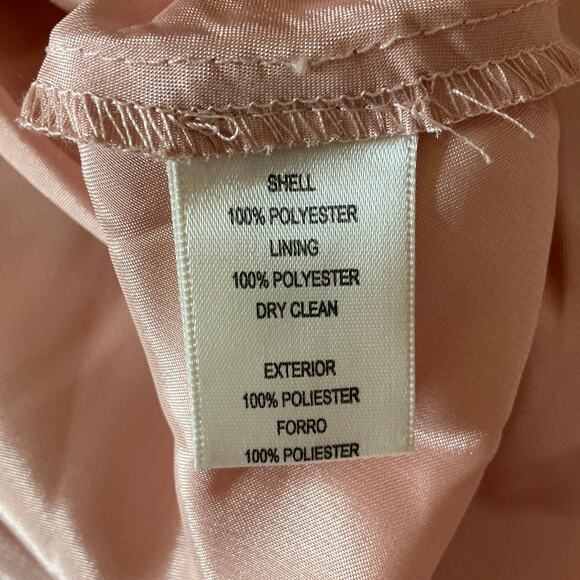 SHELL
100% POLYESTER
LINING
100% POLYESTER
DRY CLEAN
EXTERIOR
100% POLIESTER
FORRO
100% POLIESTER